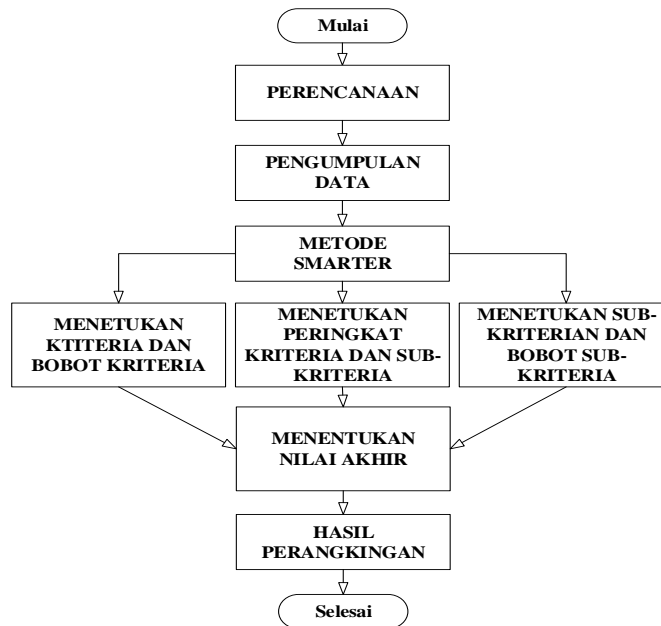 Mulai
PERENCANAAN
PENGUMPULAN
DATA
METODE
SMARTER
MENETUKAN
KTITERIA DAN
BOBOT KRITERIA
MENETUKAN
PERINGKAT
KRITERIA DAN SUB-
KRITERIA
MENETUKAN SUB-
KRITERIAN DAN
BOBOT SUB-
KRITERIA
MENENTUKAN
NILAI AKHIR
HASIL
PERANGKINGAN
Selesai